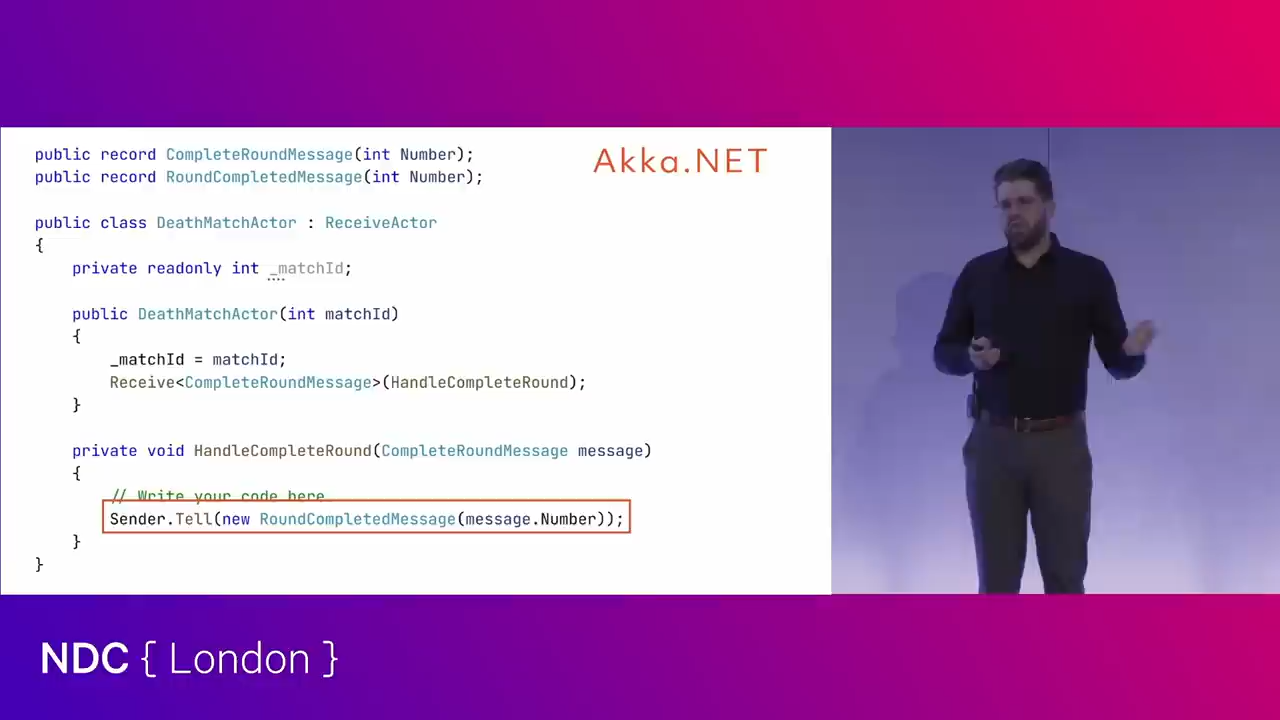 public record CompleteRoundMessage(int Number);
public record RoundCompletedMessage(int Number);
Akka.NET
public class DeathMatchActor : ReceiveActor
{
private readonly int _matchId;
public DeathMatchActor(int matchId)
{
_matchId = matchId;
Receive<CompleteRoundMessage>(HandleCompleteRound);
}
private void HandleCompleteRound(CompleteRoundMessage message)
{
// Write your code here
Sender.Tell(new RoundCompletedMessage(message.Number));
}
}
NDC { London }